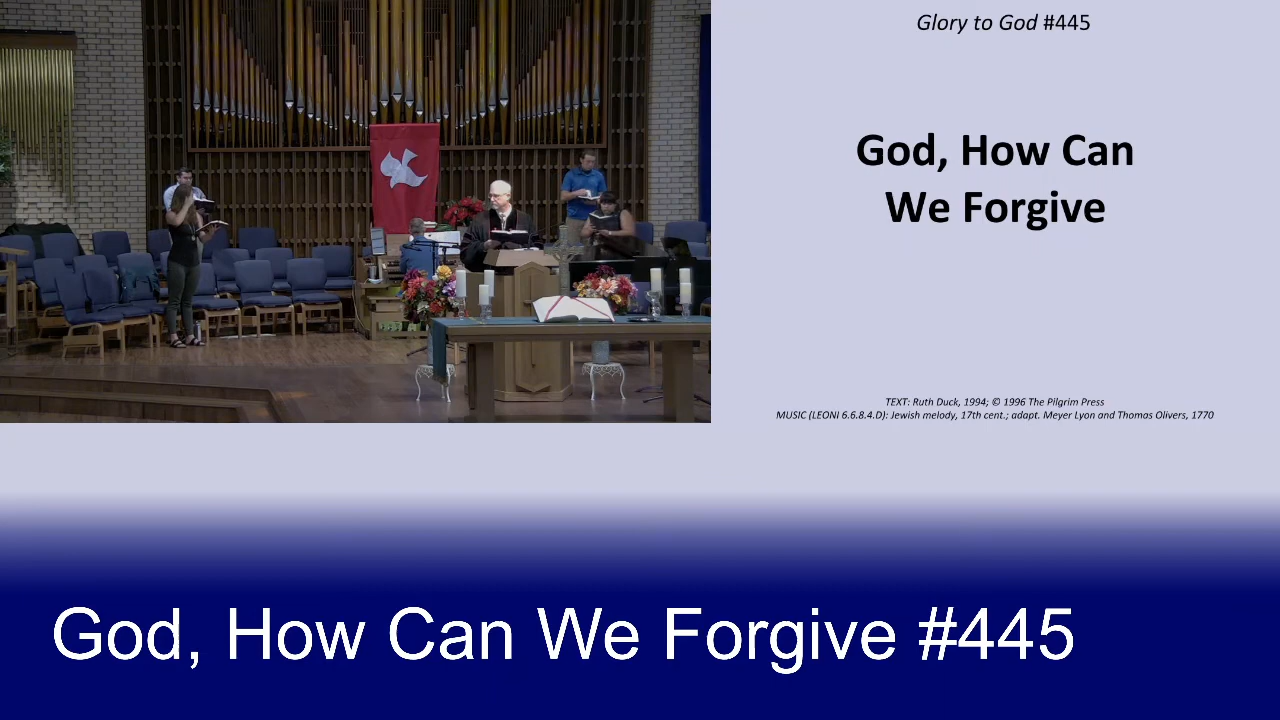 Glory to God #445
God, How Can
We Forgive
TEXT: Ruth Duck, 1994; © 1996 The Pilgrim Press
MUSIC (LEONI 6.6.8.4.D): Jewish melody, 17th cent.; adapt. Meyer Lyon and Thomas Olivers, 1770
God, How Can We Forgive #445